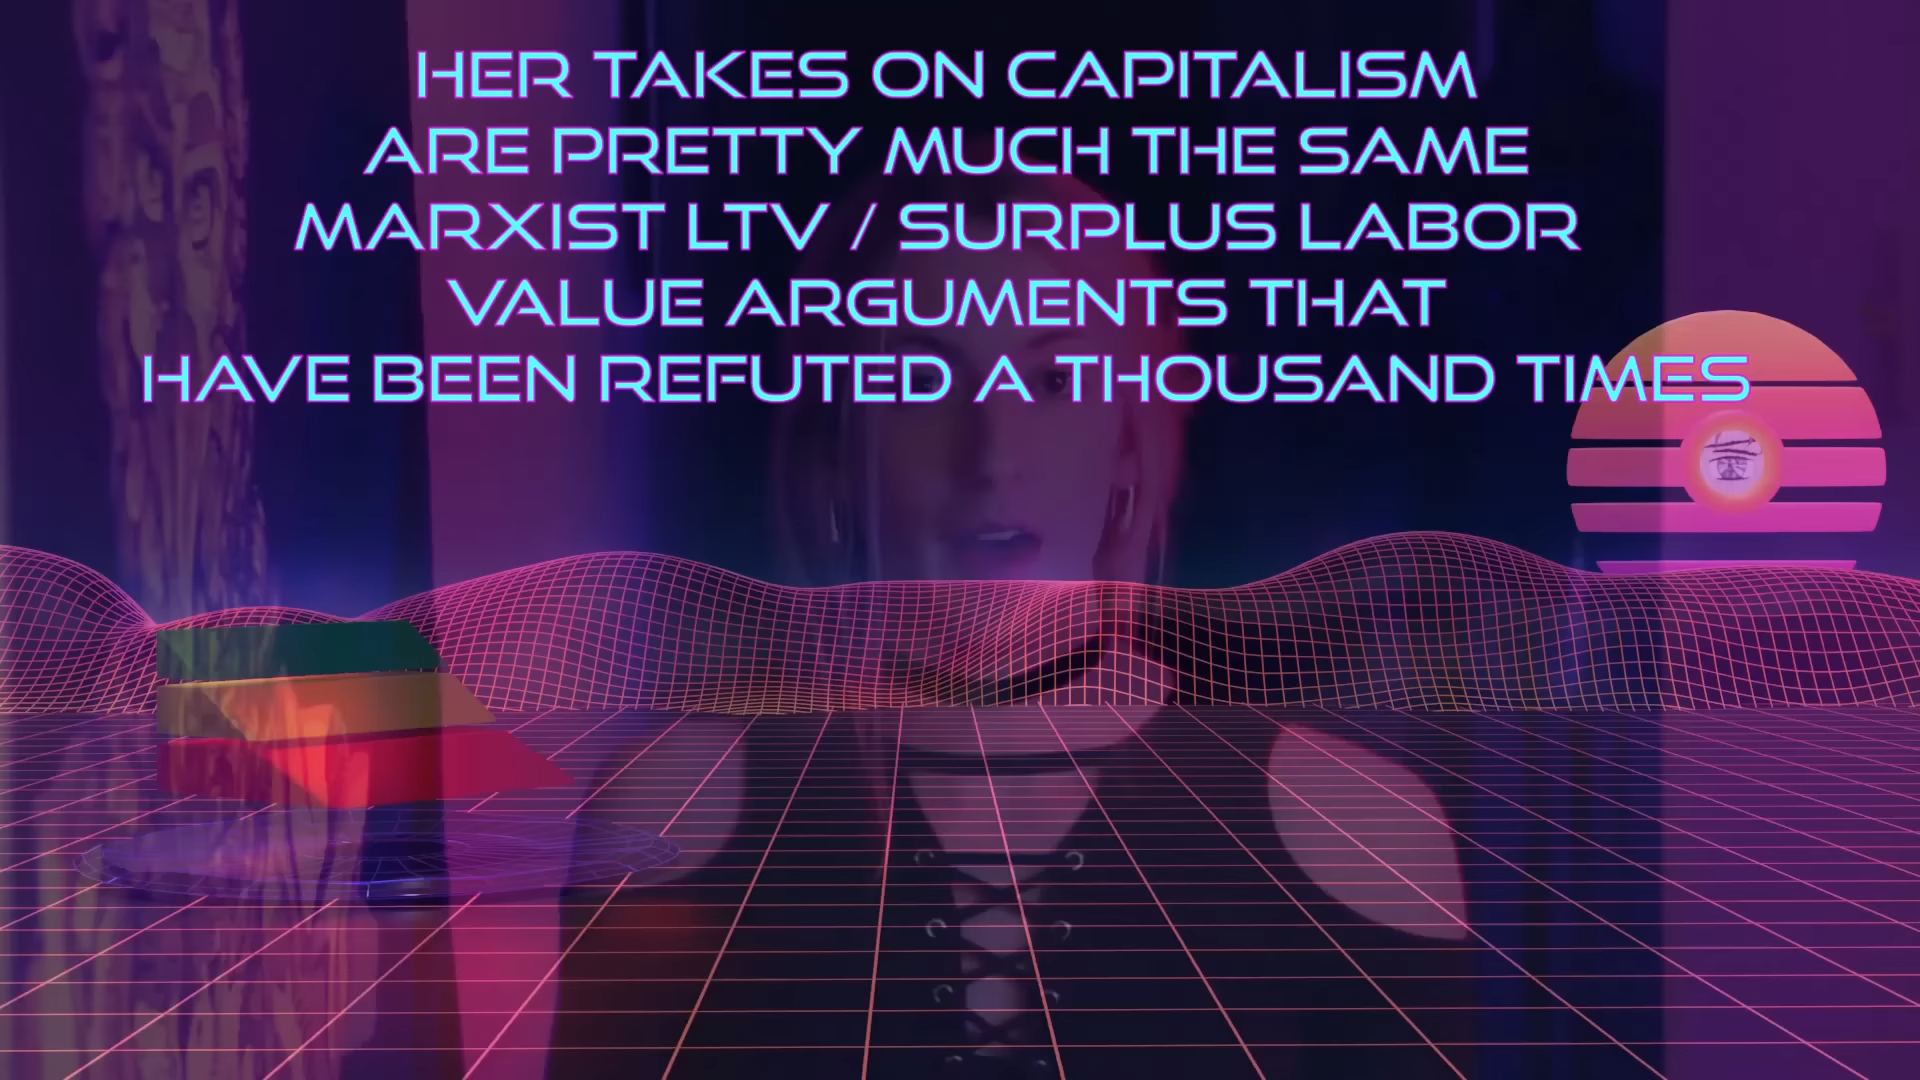 HER TAKES ON CAPITALISM
ARE PRETTY MUCH THE SAME
MARXIST LTV / SURPLUS LABOR
VALUE ARGUMENTS THAT
HAVE BEEN REFUTED A THOUSAND TIMES